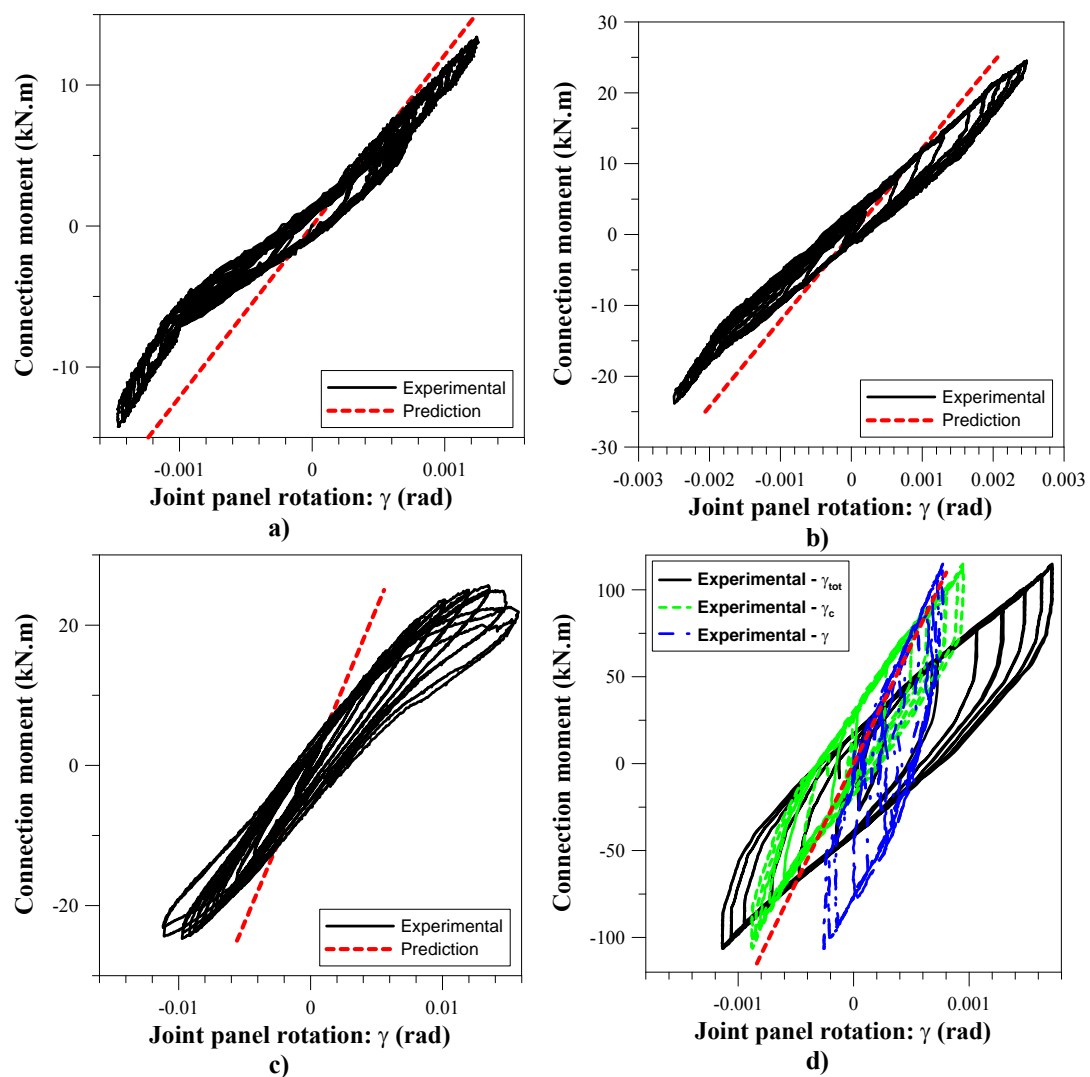 Connection moment (kN.m)
10
0
-10
Experimental
Prediction
-0.001 0 0.001
Joint panel rotation: γ (rad)
a)
Connection moment (kN.m)
30
20
10
0
-10
-20
-30
Experimental
Prediction
-0.003 -0.002 -0.001 0 0.001 0.002 0.003
Joint panel rotation: γ (rad)
b)
Connection moment (kN.m)
20
0
-20
Experimental
Prediction
-0.01 0 0.01
Joint panel rotation: γ (rad)
c)
Connection moment (kN.m)
100
50
0
-50
-100
Experimental - γtot
Experimental - γc
Experimental - γ
-0.001 0 0.001
Joint panel rotation: γ (rad)
d)